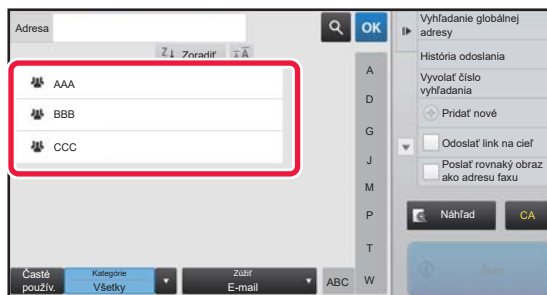 Adresa
OK
Zoradiť
AAA
BBB
CCC
A
D
G
J
M
P
T
W
Časté
použív.
Kategórie
Všetky
Zúžiť
E-mail
ABC
Vyhľadanie globálnej
adresy
História odoslania
Vyvolať číslo
vyhľadania
Pridať nové
Odoslať link na cieľ
Poslať rovnaký obraz
ako adresu faxu
Náhľad
CA
Štart